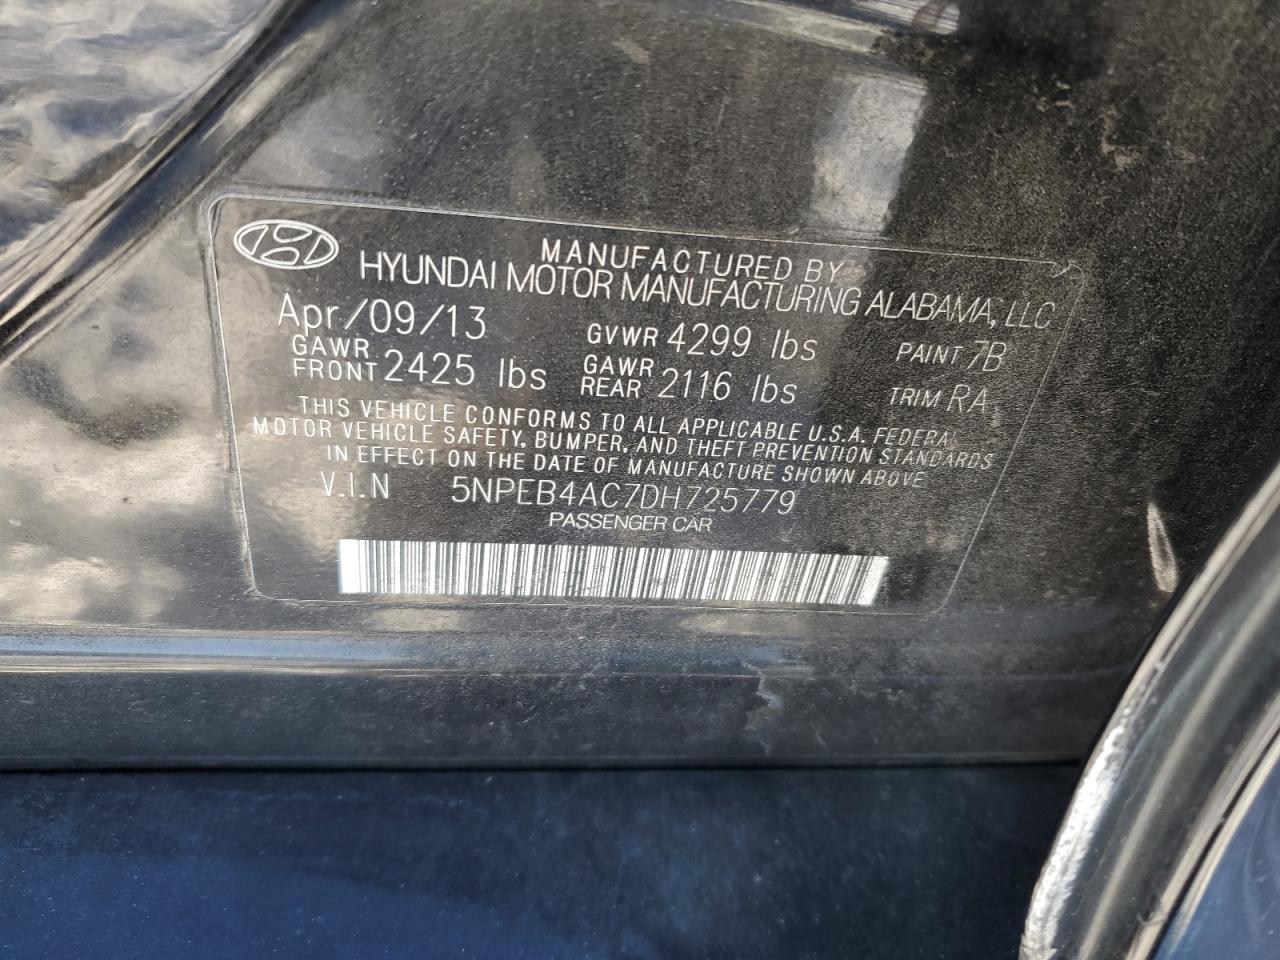 MANUFACTURED BY
HYUNDAI MOTOR MANUFACTURING ALABAMA, LLC
Apr/09/13 GVWR 4299 lbs PAINT 7B
GAWR FRONT 2425 lbs GAWR REAR 2116 lbs TRIM RA
THIS VEHICLE CONFORMS TO ALL APPLICABLE U.S.A. FEDERAL
MOTOR VEHICLE SAFETY, BUMPER, AND THEFT PREVENTION STANDARDS
IN EFFECT ON THE DATE OF MANUFACTURE SHOWN ABOVE
V.I.N 5NPEB4AC7DH725779
PASSENGER CAR